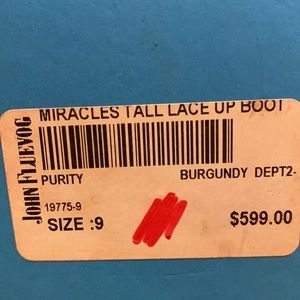 MIRACLES TALL LACE UP BOOT
JOHN FLUEVOG
PURITY BURGUNDY DEPT2-
19775-9
SIZE :9 $599.00